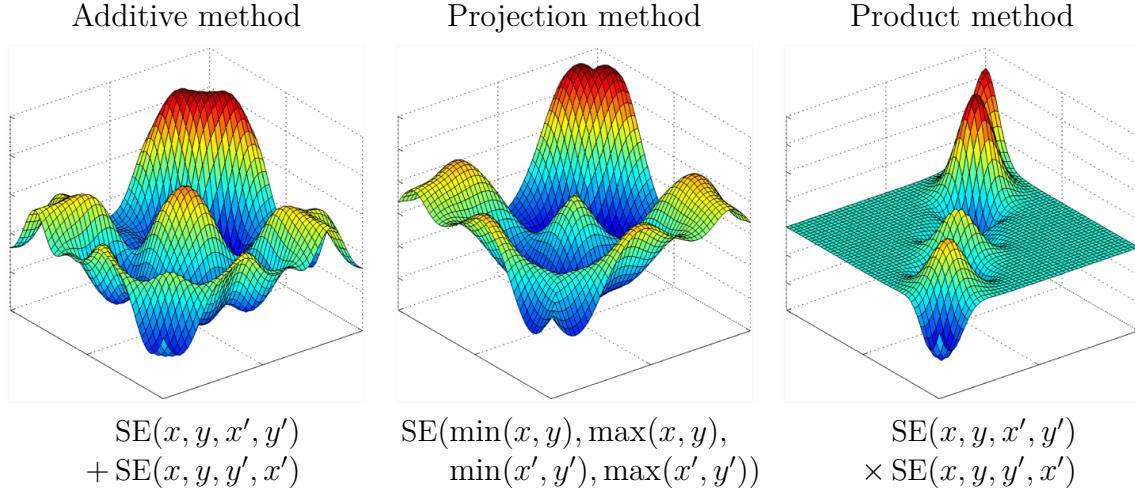 Additive method
Projection method
Product method
SE(x, y, x′, y′)
+ SE(x, y, y′, x′)
SE(min(x, y), max(x, y),
min(x′, y′), max(x′, y′))
SE(x, y, x′, y′)
× SE(x, y, y′, x′)